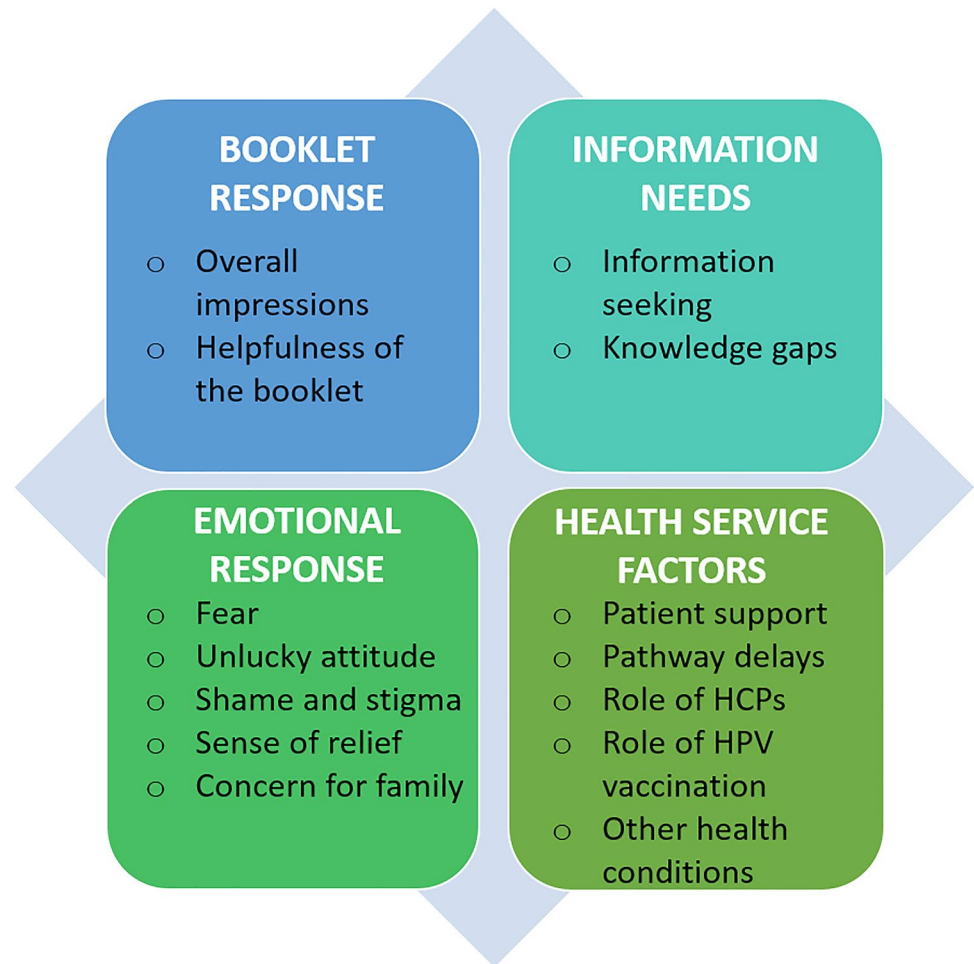 BOOKLET
RESPONSE
o Overall
impressions
o Helpfulness of
the booklet
INFORMATION
NEEDS
o Information
seeking
o Knowledge gaps
EMOTIONAL
RESPONSE
o Fear
o Unlucky attitude
o Shame and stigma
o Sense of relief
o Concern for family
HEALTH SERVICE
FACTORS
o Patient support
o Pathway delays
o Role of HCPs
o Role of HPV
vaccination
o Other health
conditions